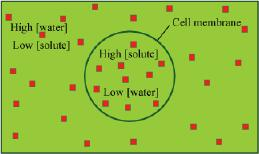 Cell membrane
High [water]
Low [solute]
High [solute]
Low [water]